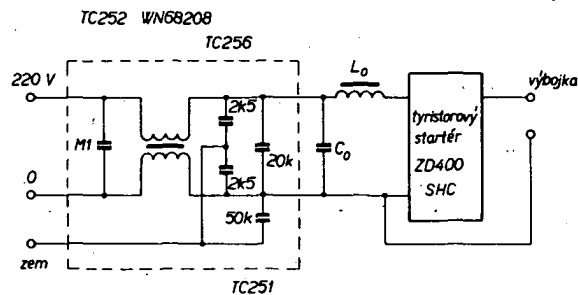 TC252 WN68208
TC256
220 V
L₀
výbojka
2k5
M1
20k
C₀
tyristorový
startér
ZD400
SHC
0
2k5
50k
zem
TC251